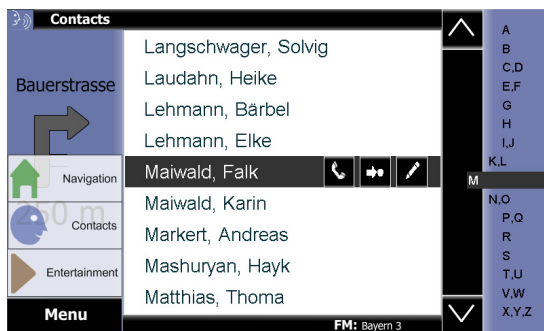 Contacts
Bauerstrasse
250 m
Navigation
Contacts
Entertainment
Menu
Langschwager, Solvig
Laudahn, Heike
Lehmann, Bärbel
Lehmann, Elke
Maiwald, Falk
Maiwald, Karin
Markert, Andreas
Mashuryan, Hayk
Matthias, Thoma
FM: Bayern 3
A
B
C,D
E,F
G
H
I,J
K,L
M
N,O
P,Q
R
S
T,U
V,W
X,Y,Z